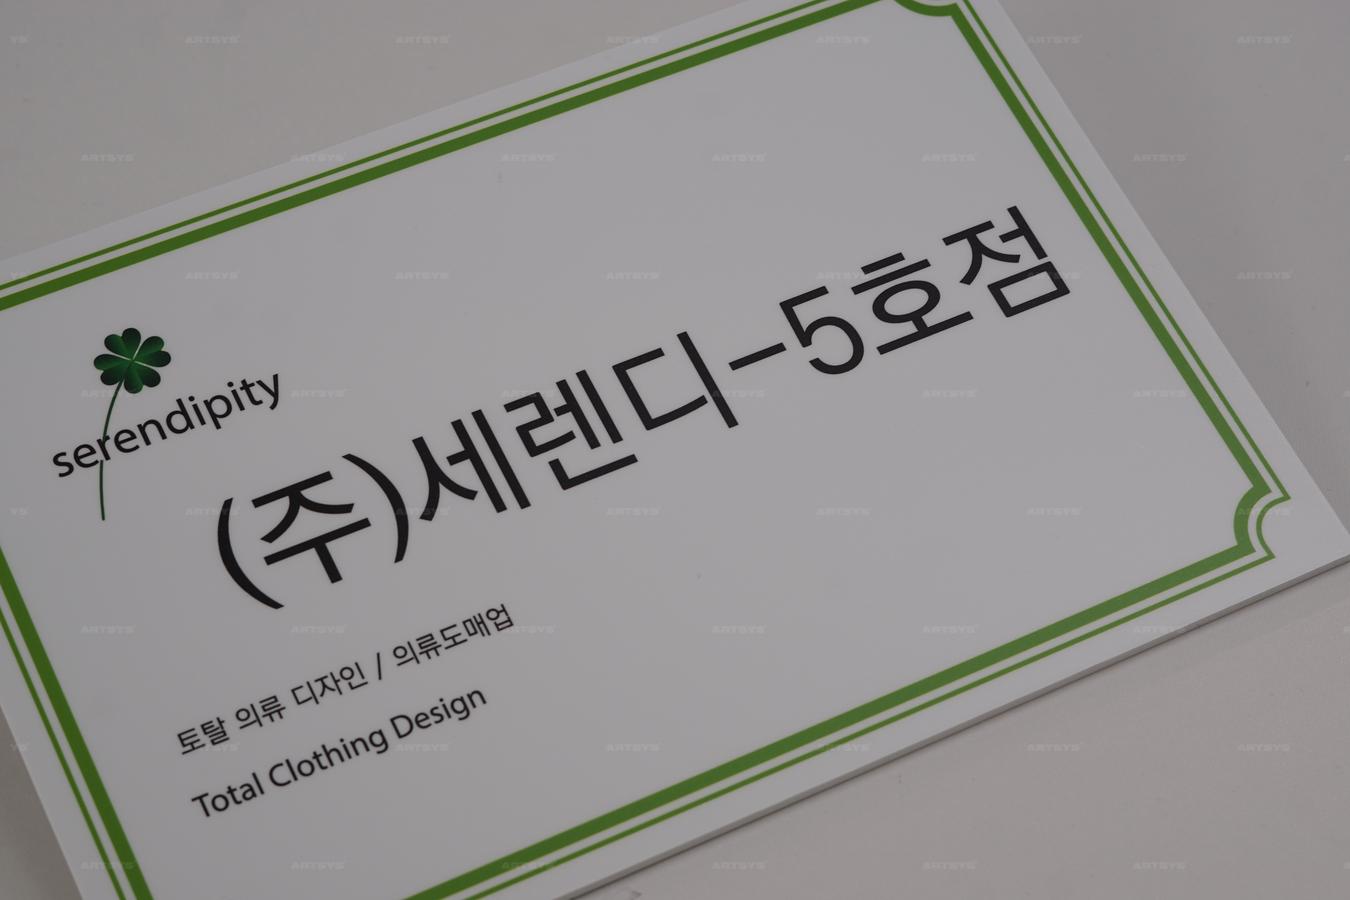 serendipity
(주)세렌디-5호점
토탈 의류 디자인 / 의류도매업
Total Clothing Design
ARTSYS